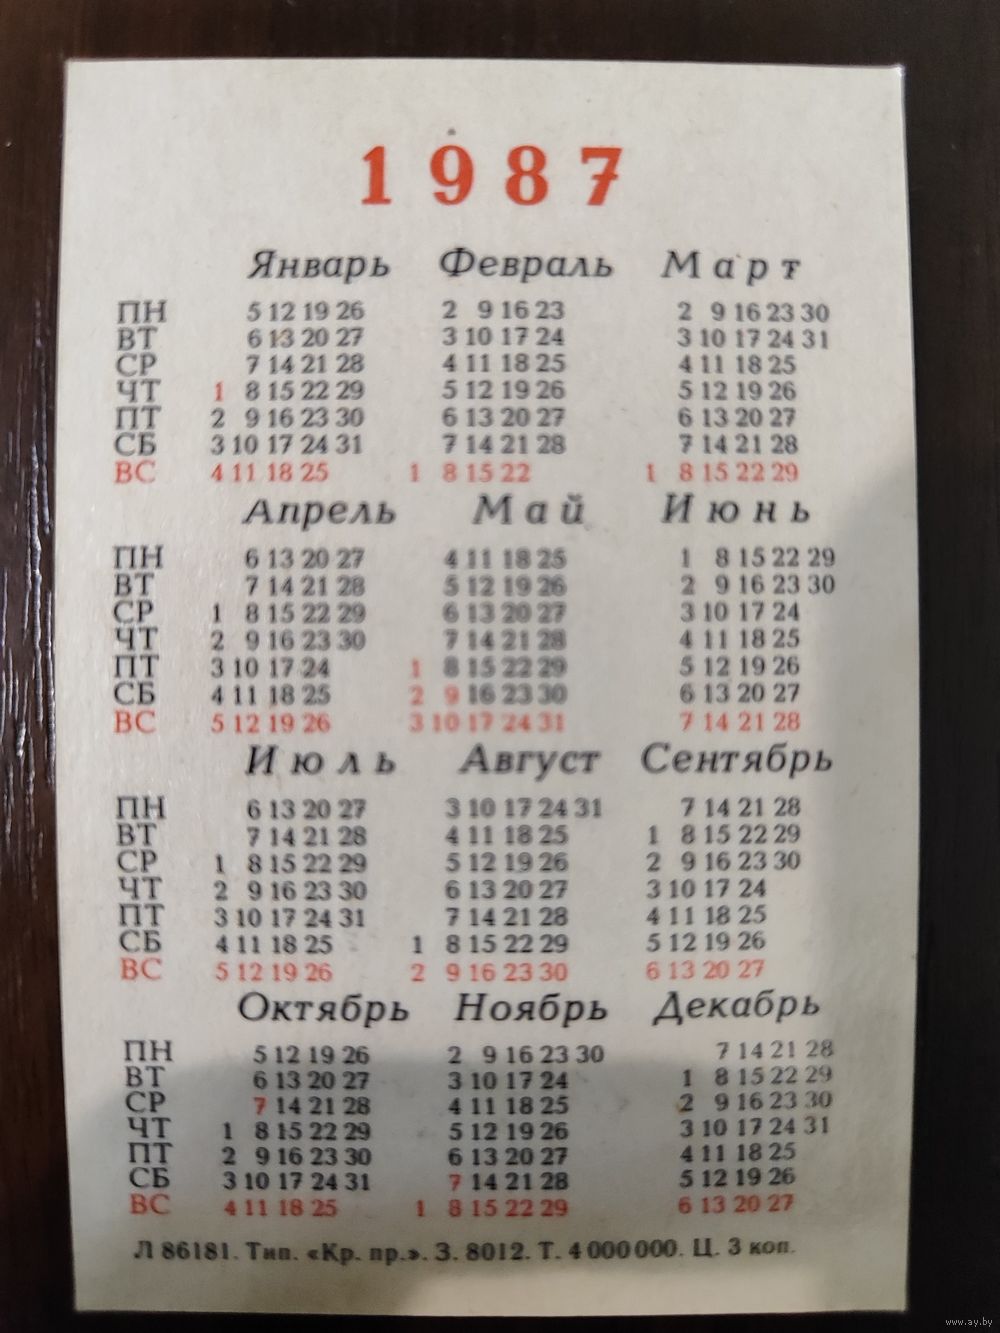 1987
Январь Февраль Март
ПН 5 12 19 26 2 9 16 23 2 9 16 23 30
ВТ 6 13 20 27 3 10 17 24 3 10 17 24 31
СР 7 14 21 28 4 11 18 25 4 11 18 25
ЧТ 1 8 15 22 29 5 12 19 26 5 12 19 26
ПТ 2 9 16 23 30 6 13 20 27 6 13 20 27
СБ 3 10 17 24 31 7 14 21 28 7 14 21 28
ВС 4 11 18 25 1 8 15 22 1 8 15 22 29
Апрель Май Июнь
ПН 6 13 20 27 4 11 18 25 1 8 15 22 29
ВТ 7 14 21 28 5 12 19 26 2 9 16 23 30
СР 1 8 15 22 29 6 13 20 27 3 10 17 24
ЧТ 2 9 16 23 30 7 14 21 28 4 11 18 25
ПТ 3 10 17 24 1 8 15 22 29 5 12 19 26
СБ 4 11 18 25 2 9 16 23 30 6 13 20 27
ВС 5 12 19 26 3 10 17 24 31 7 14 21 28
Июль Август Сентябрь
ПН 6 13 20 27 3 10 17 24 31 7 14 21 28
ВТ 7 14 21 28 4 11 18 25 1 8 15 22 29
СР 1 8 15 22 29 5 12 19 26 2 9 16 23 30
ЧТ 2 9 16 23 30 6 13 20 27 3 10 17 24
ПТ 3 10 17 24 31 7 14 21 28 4 11 18 25
СБ 4 11 18 25 1 8 15 22 29 5 12 19 26
ВС 5 12 19 26 2 9 16 23 30 6 13 20 27
Октябрь Ноябрь Декабрь
ПН 5 12 19 26 2 9 16 23 30 7 14 21 28
ВТ 6 13 20 27 3 10 17 24 1 8 15 22 29
СР 7 14 21 28 4 11 18 25 2 9 16 23 30
ЧТ 1 8 15 22 29 5 12 19 26 3 10 17 24 31
ПТ 2 9 16 23 30 6 13 20 27 4 11 18 25
СБ 3 10 17 24 31 7 14 21 28 5 12 19 26
ВС 4 11 18 25 1 8 15 22 29 6 13 20 27
Л 86181. Тип. «Кр. пр.». З. 8012. Т. 4 000 000. Ц. 3 коп.
www.ay.by